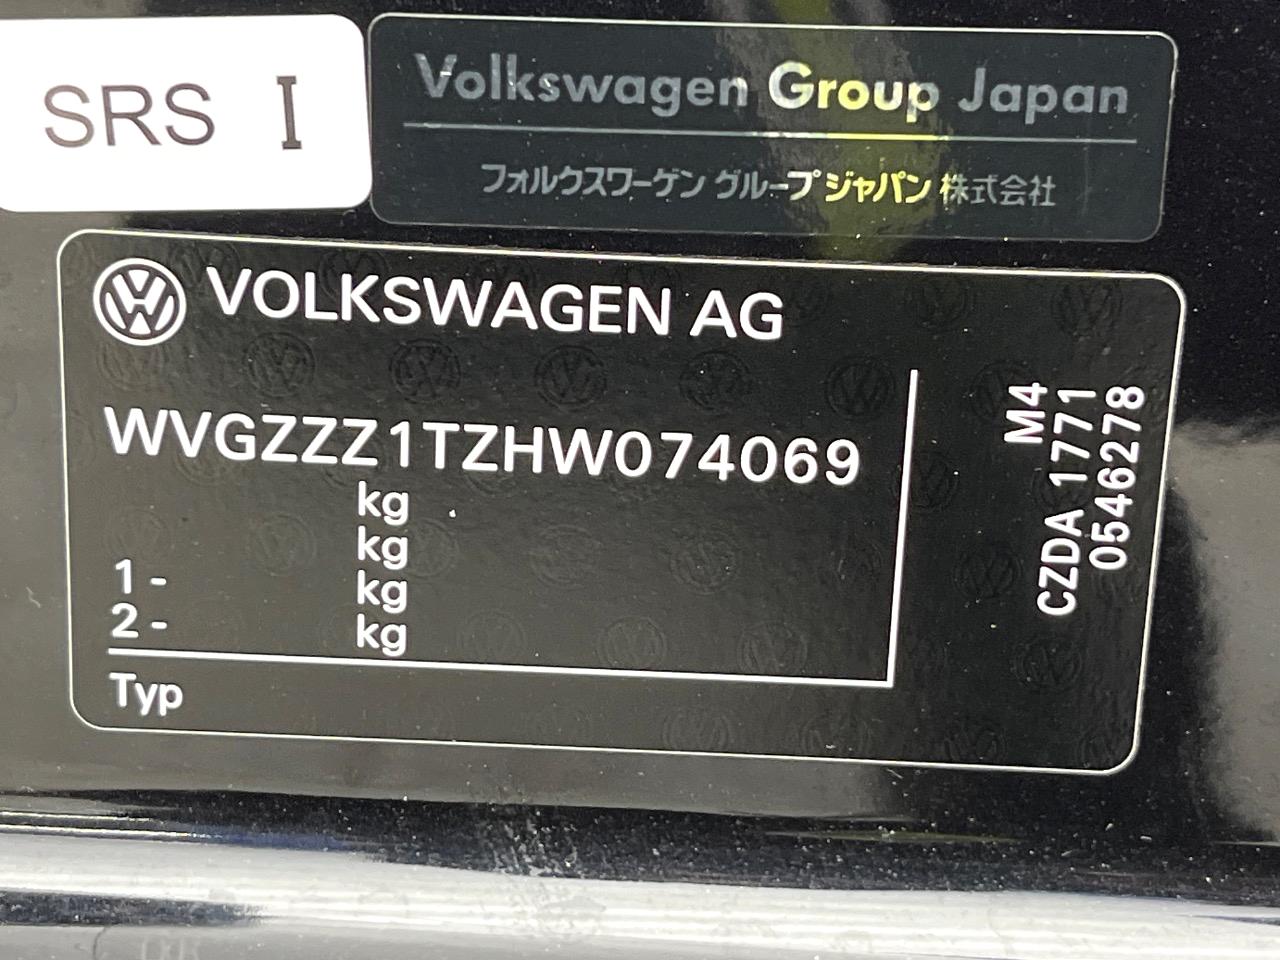 SRS I
Volkswagen Group Japan
フォルクスワーゲン グループ ジャパン 株式会社
VOLKSWAGEN AG
WVGZZZ1TZHW074069
kg
kg
1- kg
2- kg
Typ
M4
CZDA 1771
0546278